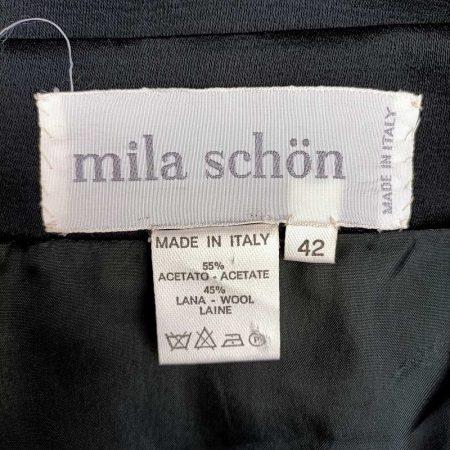 mila schön
MADE IN ITALY
MADE IN ITALY
42
55%
ACETATO - ACETATE
45%
LANA - WOOL
LAINE